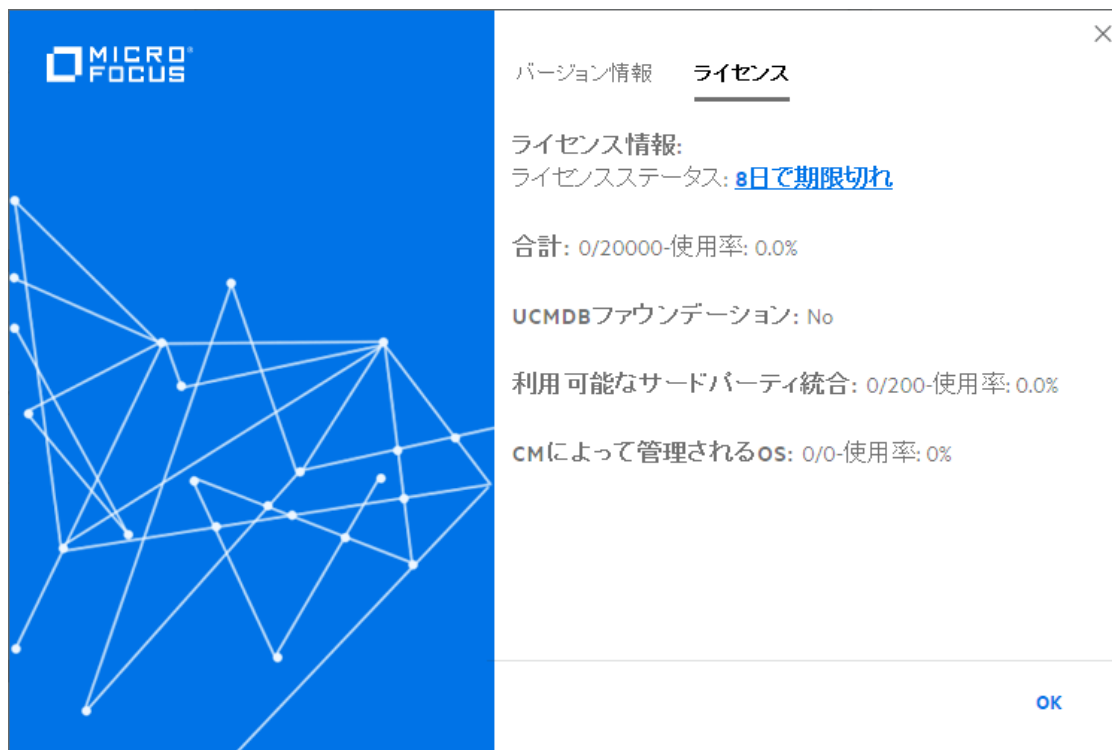 MICRO®
FOCUS
バージョン情報 ライセンス
ライセンス情報:
ライセンスステータス: 8日で期限切れ
合計: 0/20000-使用率: 0.0%
UCMDBファウンデーション: No
利用可能なサードパーティ統合: 0/200-使用率: 0.0%
CMによって管理されるOS: 0/0-使用率: 0%
OK